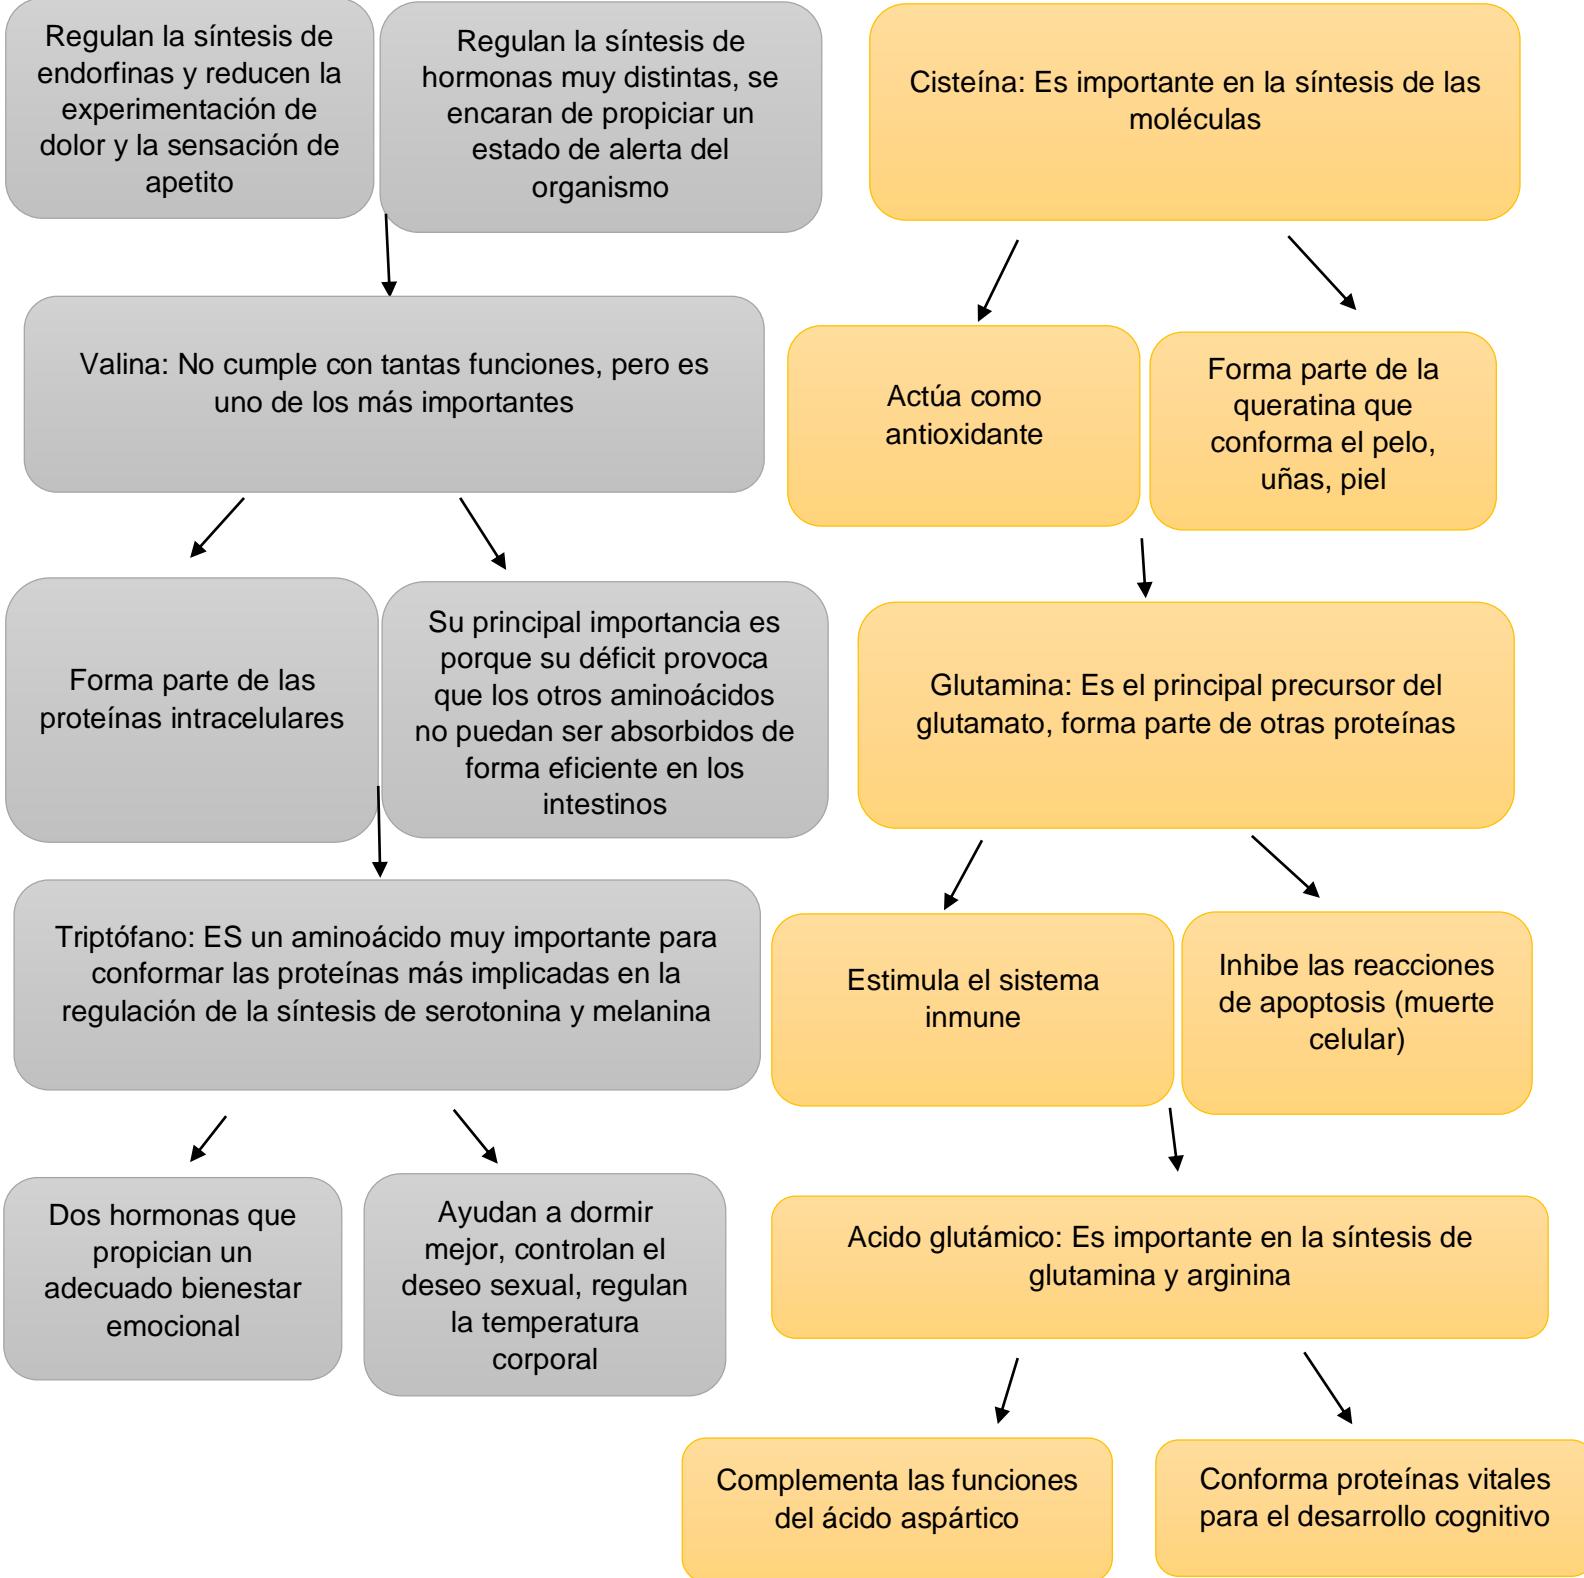 Regulan la síntesis de
endorfinas y reducen la
experimentación de
dolor y la sensación de
apetito
Regulan la síntesis de
hormonas muy distintas, se
encaran de propiciar un
estado de alerta del
organismo
Valina: No cumple con tantas funciones, pero es
uno de los más importantes
Forma parte de las
proteínas intracelulares
Su principal importancia es
porque su déficit provoca
que los otros aminoácidos
no puedan ser absorbidos de
forma eficiente en los
intestinos
Triptófano: ES un aminoácido muy importante para
conformar las proteínas más implicadas en la
regulación de la síntesis de serotonina y melanina
Dos hormonas que
propician un
adecuado bienestar
emocional
Ayudan a dormir
mejor, controlan el
deseo sexual, regulan
la temperatura
corporal
Cisteína: Es importante en la síntesis de las
moléculas
Actúa como
antioxidante
Forma parte de la
queratina que
conforma el pelo,
uñas, piel
Glutamina: Es el principal precursor del
glutamato, forma parte de otras proteínas
Estimula el sistema
inmune
Inhibe las reacciones
de apoptosis (muerte
celular)
Acido glutámico: Es importante en la síntesis de
glutamina y arginina
Complementa las funciones
del ácido aspártico
Conforma proteínas vitales
para el desarrollo cognitivo